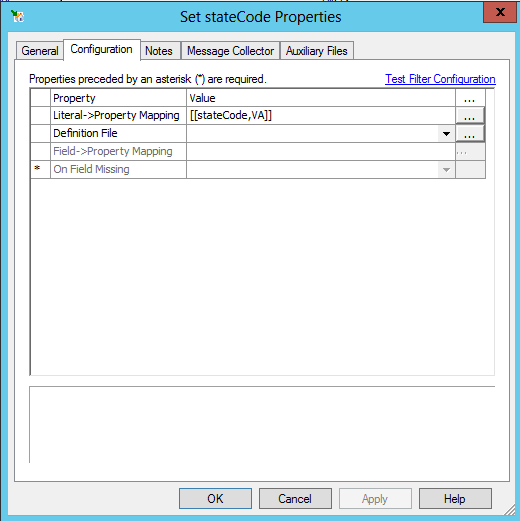 Set stateCode Properties
x
General Configuration Notes Message Collector Auxiliary Files
Properties preceded by an asterisk (*) are required. Test Filter Configuration
Property Value ...
Literal->Property Mapping [[stateCode,VA]] ...
Definition File ...
Field->Property Mapping ...
* On Field Missing
OK Cancel Apply Help